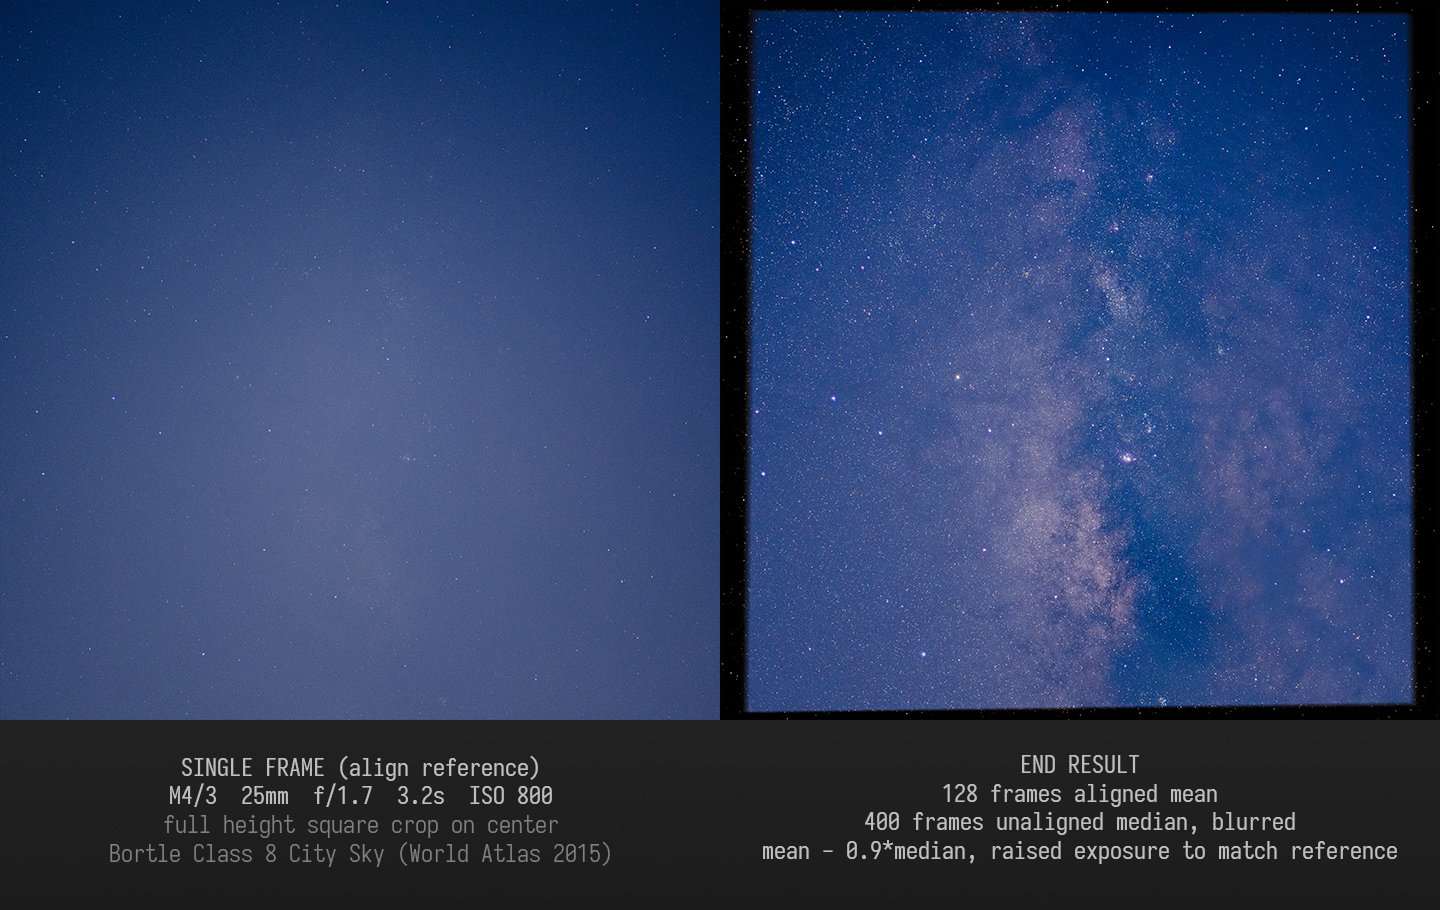 SINGLE FRAME (align reference)
M4/3 25mm f/1.7 3.2s ISO 800
full height square crop on center
Bortle Class 8 City Sky (World Atlas 2015)
END RESULT
128 frames aligned mean
400 frames unaligned median, blurred
mean - 0.9*median, raised exposure to match reference